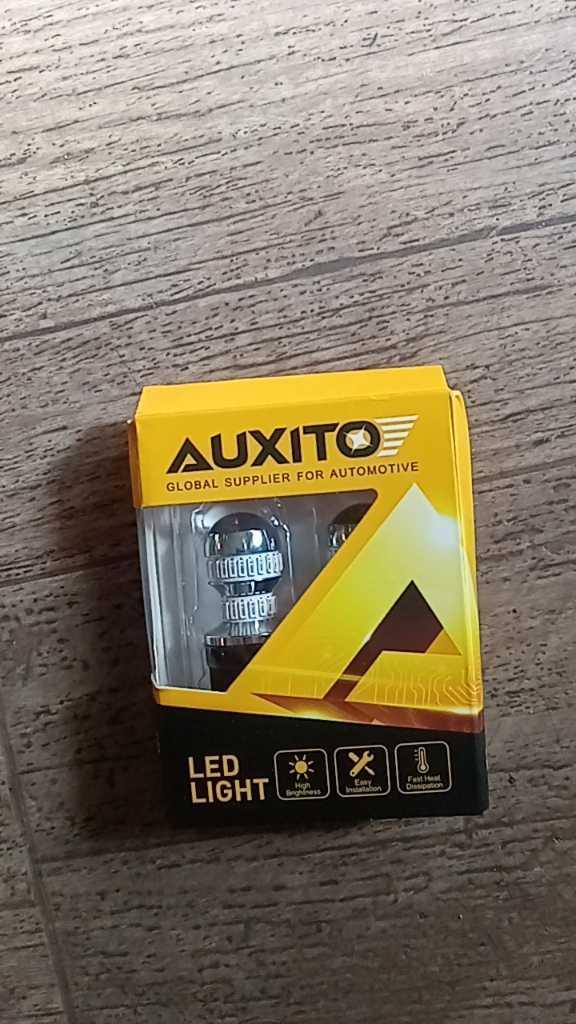 AUXITO
GLOBAL SUPPLIER FOR AUTOMOTIVE
LED
LIGHT
High
Brightness
Easy
Installation
Fast Heat
Dissipation